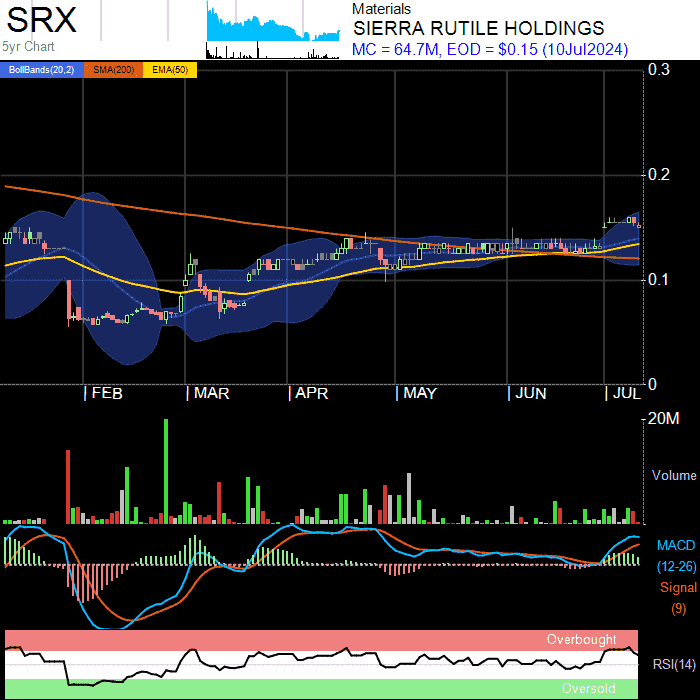 SRX
5yr Chart
Materials
SIERRA RUTILE HOLDINGS
MC = 64.7M, EOD = $0.15 (10Jul2024)
BollBands(20,2) SMA(200) EMA(50)
0.3
0.2
0.1
0
FEB MAR APR MAY JUN JUL
20M
Volume
MACD
(12-26)
Signal
(9)
Overbought
RSI(14)
Oversold